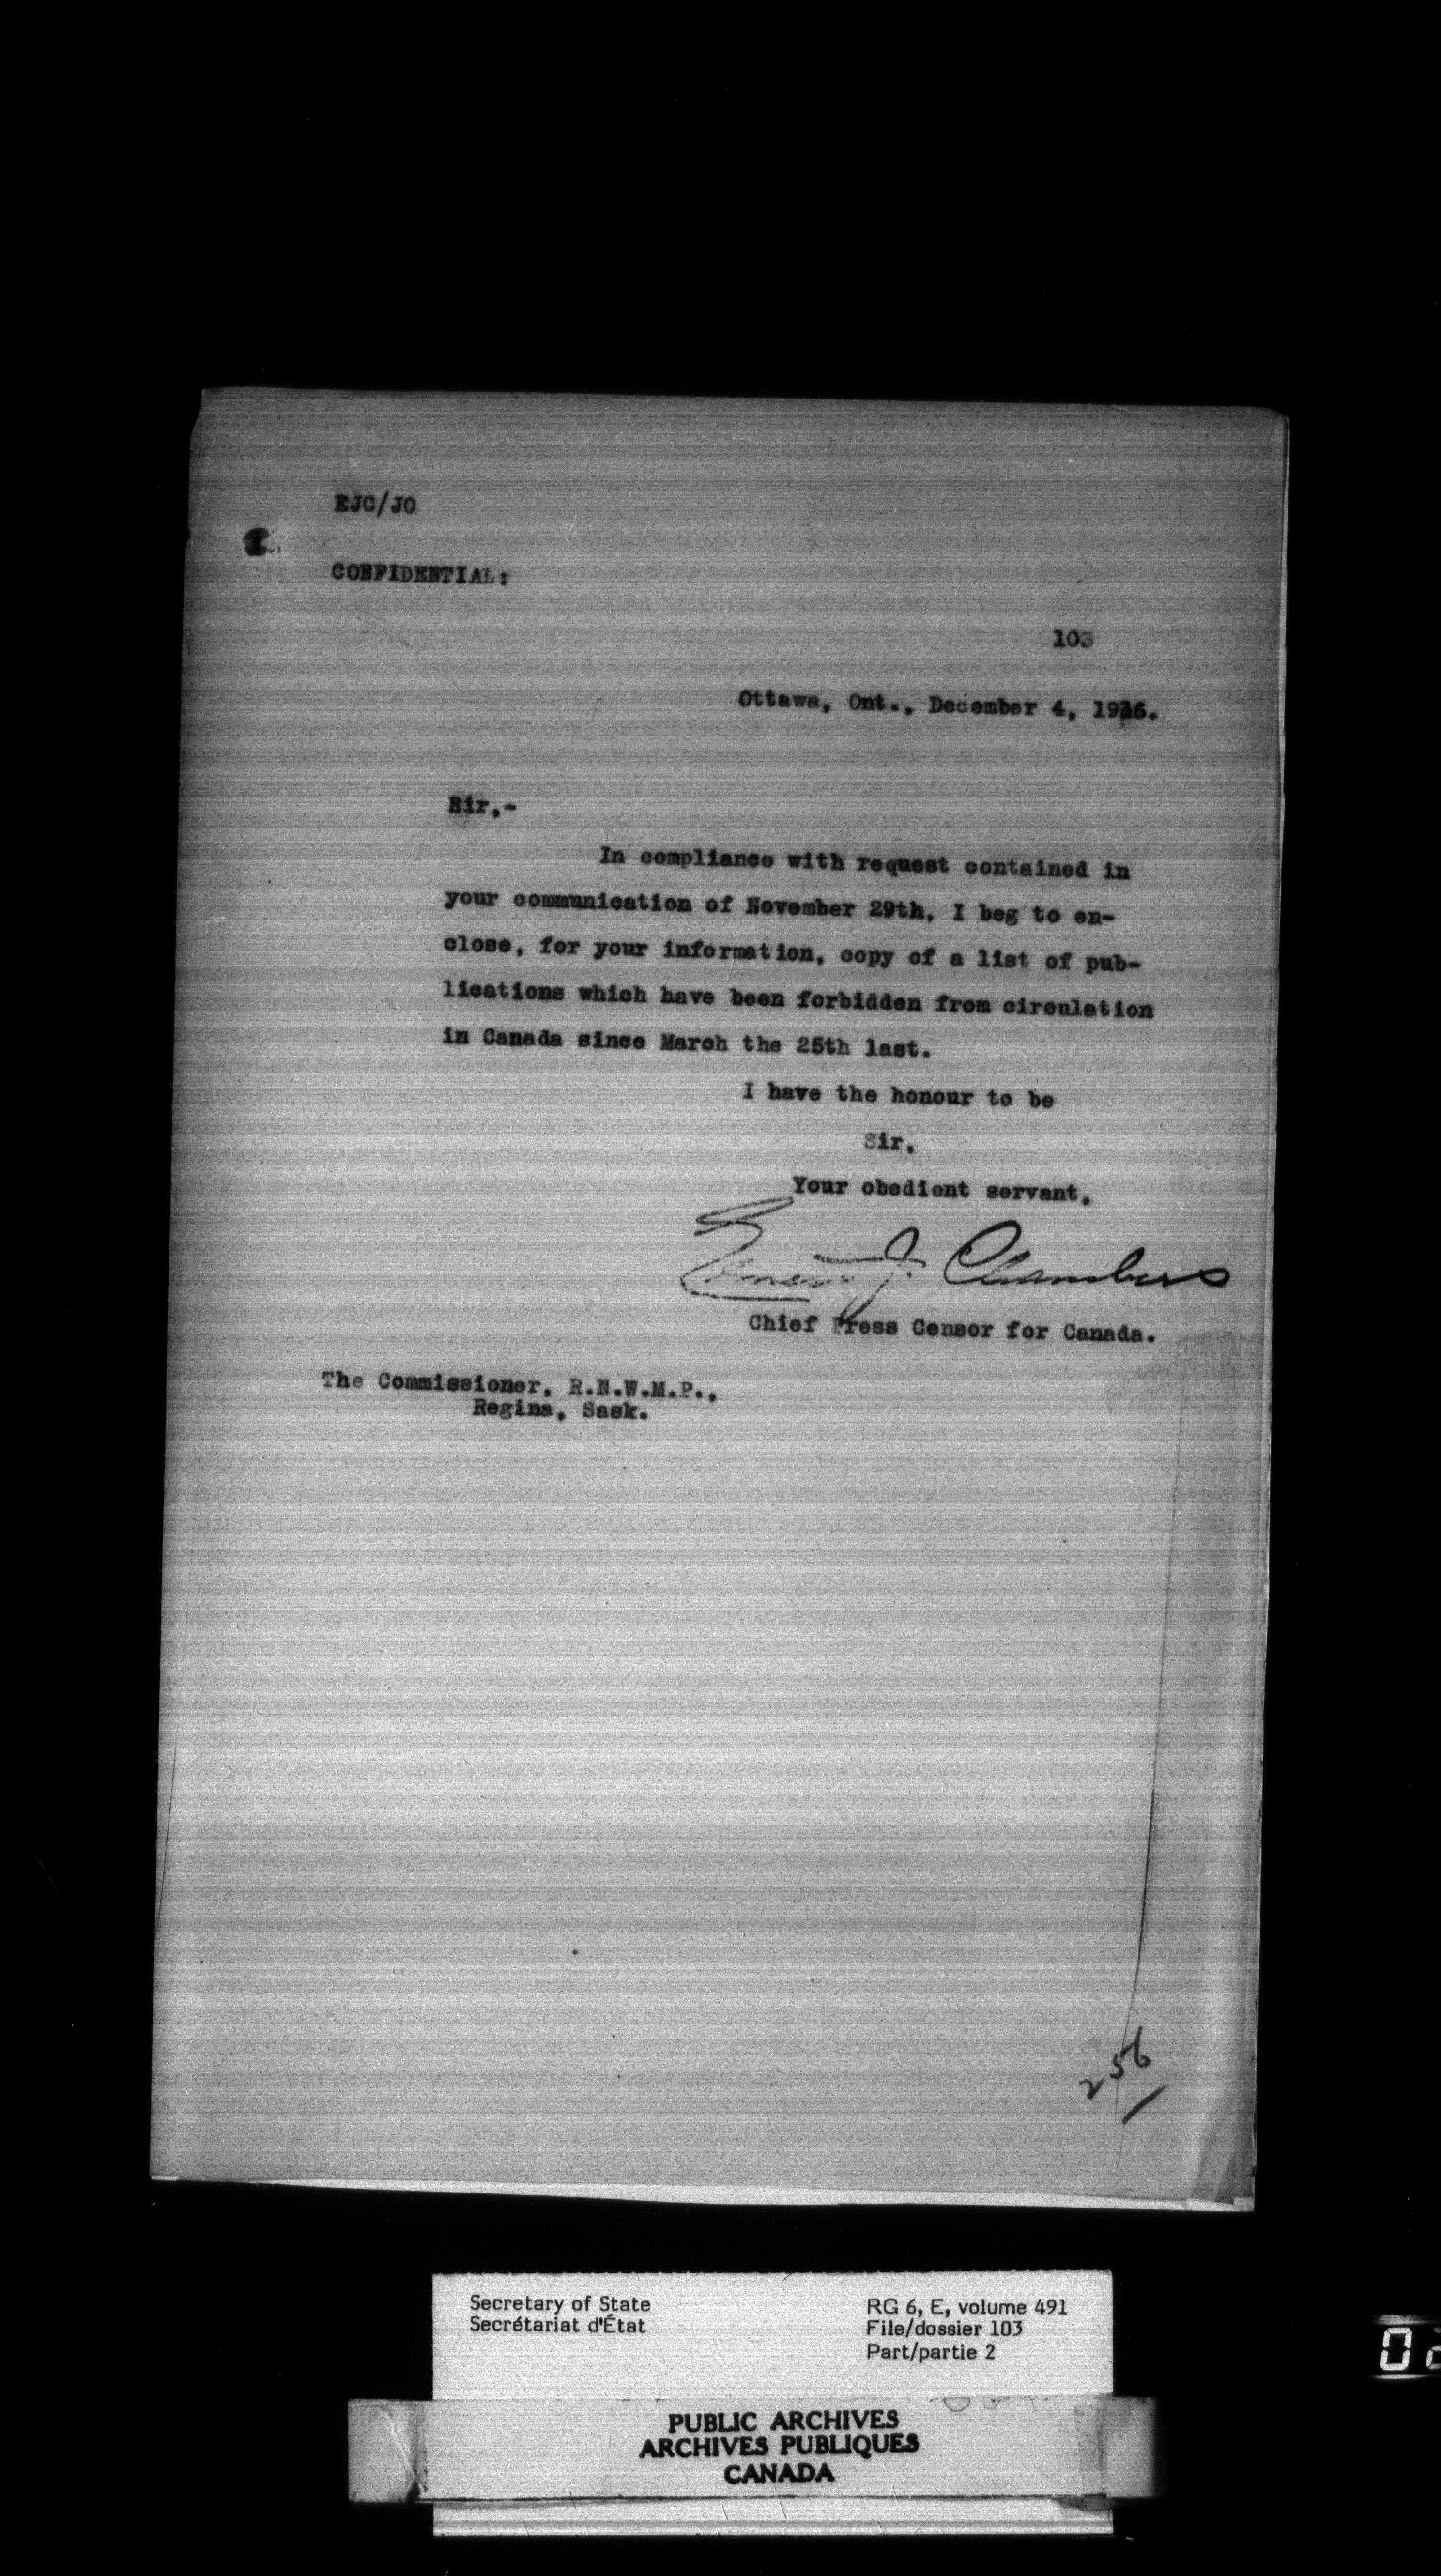 EJC/JO
CONFIDENTIAL:
103
Ottawa, Ont., December 4, 1916.
Sir,-
In compliance with request contained in
your communication of November 29th, I beg to en-
close, for your information, copy of a list of pub-
lications which have been forbidden from circulation
in Canada since March the 25th last.
I have the honour to be
Sir,
Your obedient servant,
Ernest J. Chambers
Chief Press Censor for Canada.
The Commissioner, R.N.W.M.P.,
Regina, Sask.
256
Secretary of State
Secrétariat d'État
RG 6, E, volume 491
File/dossier 103
Part/partie 2
PUBLIC ARCHIVES
ARCHIVES PUBLIQUES
CANADA